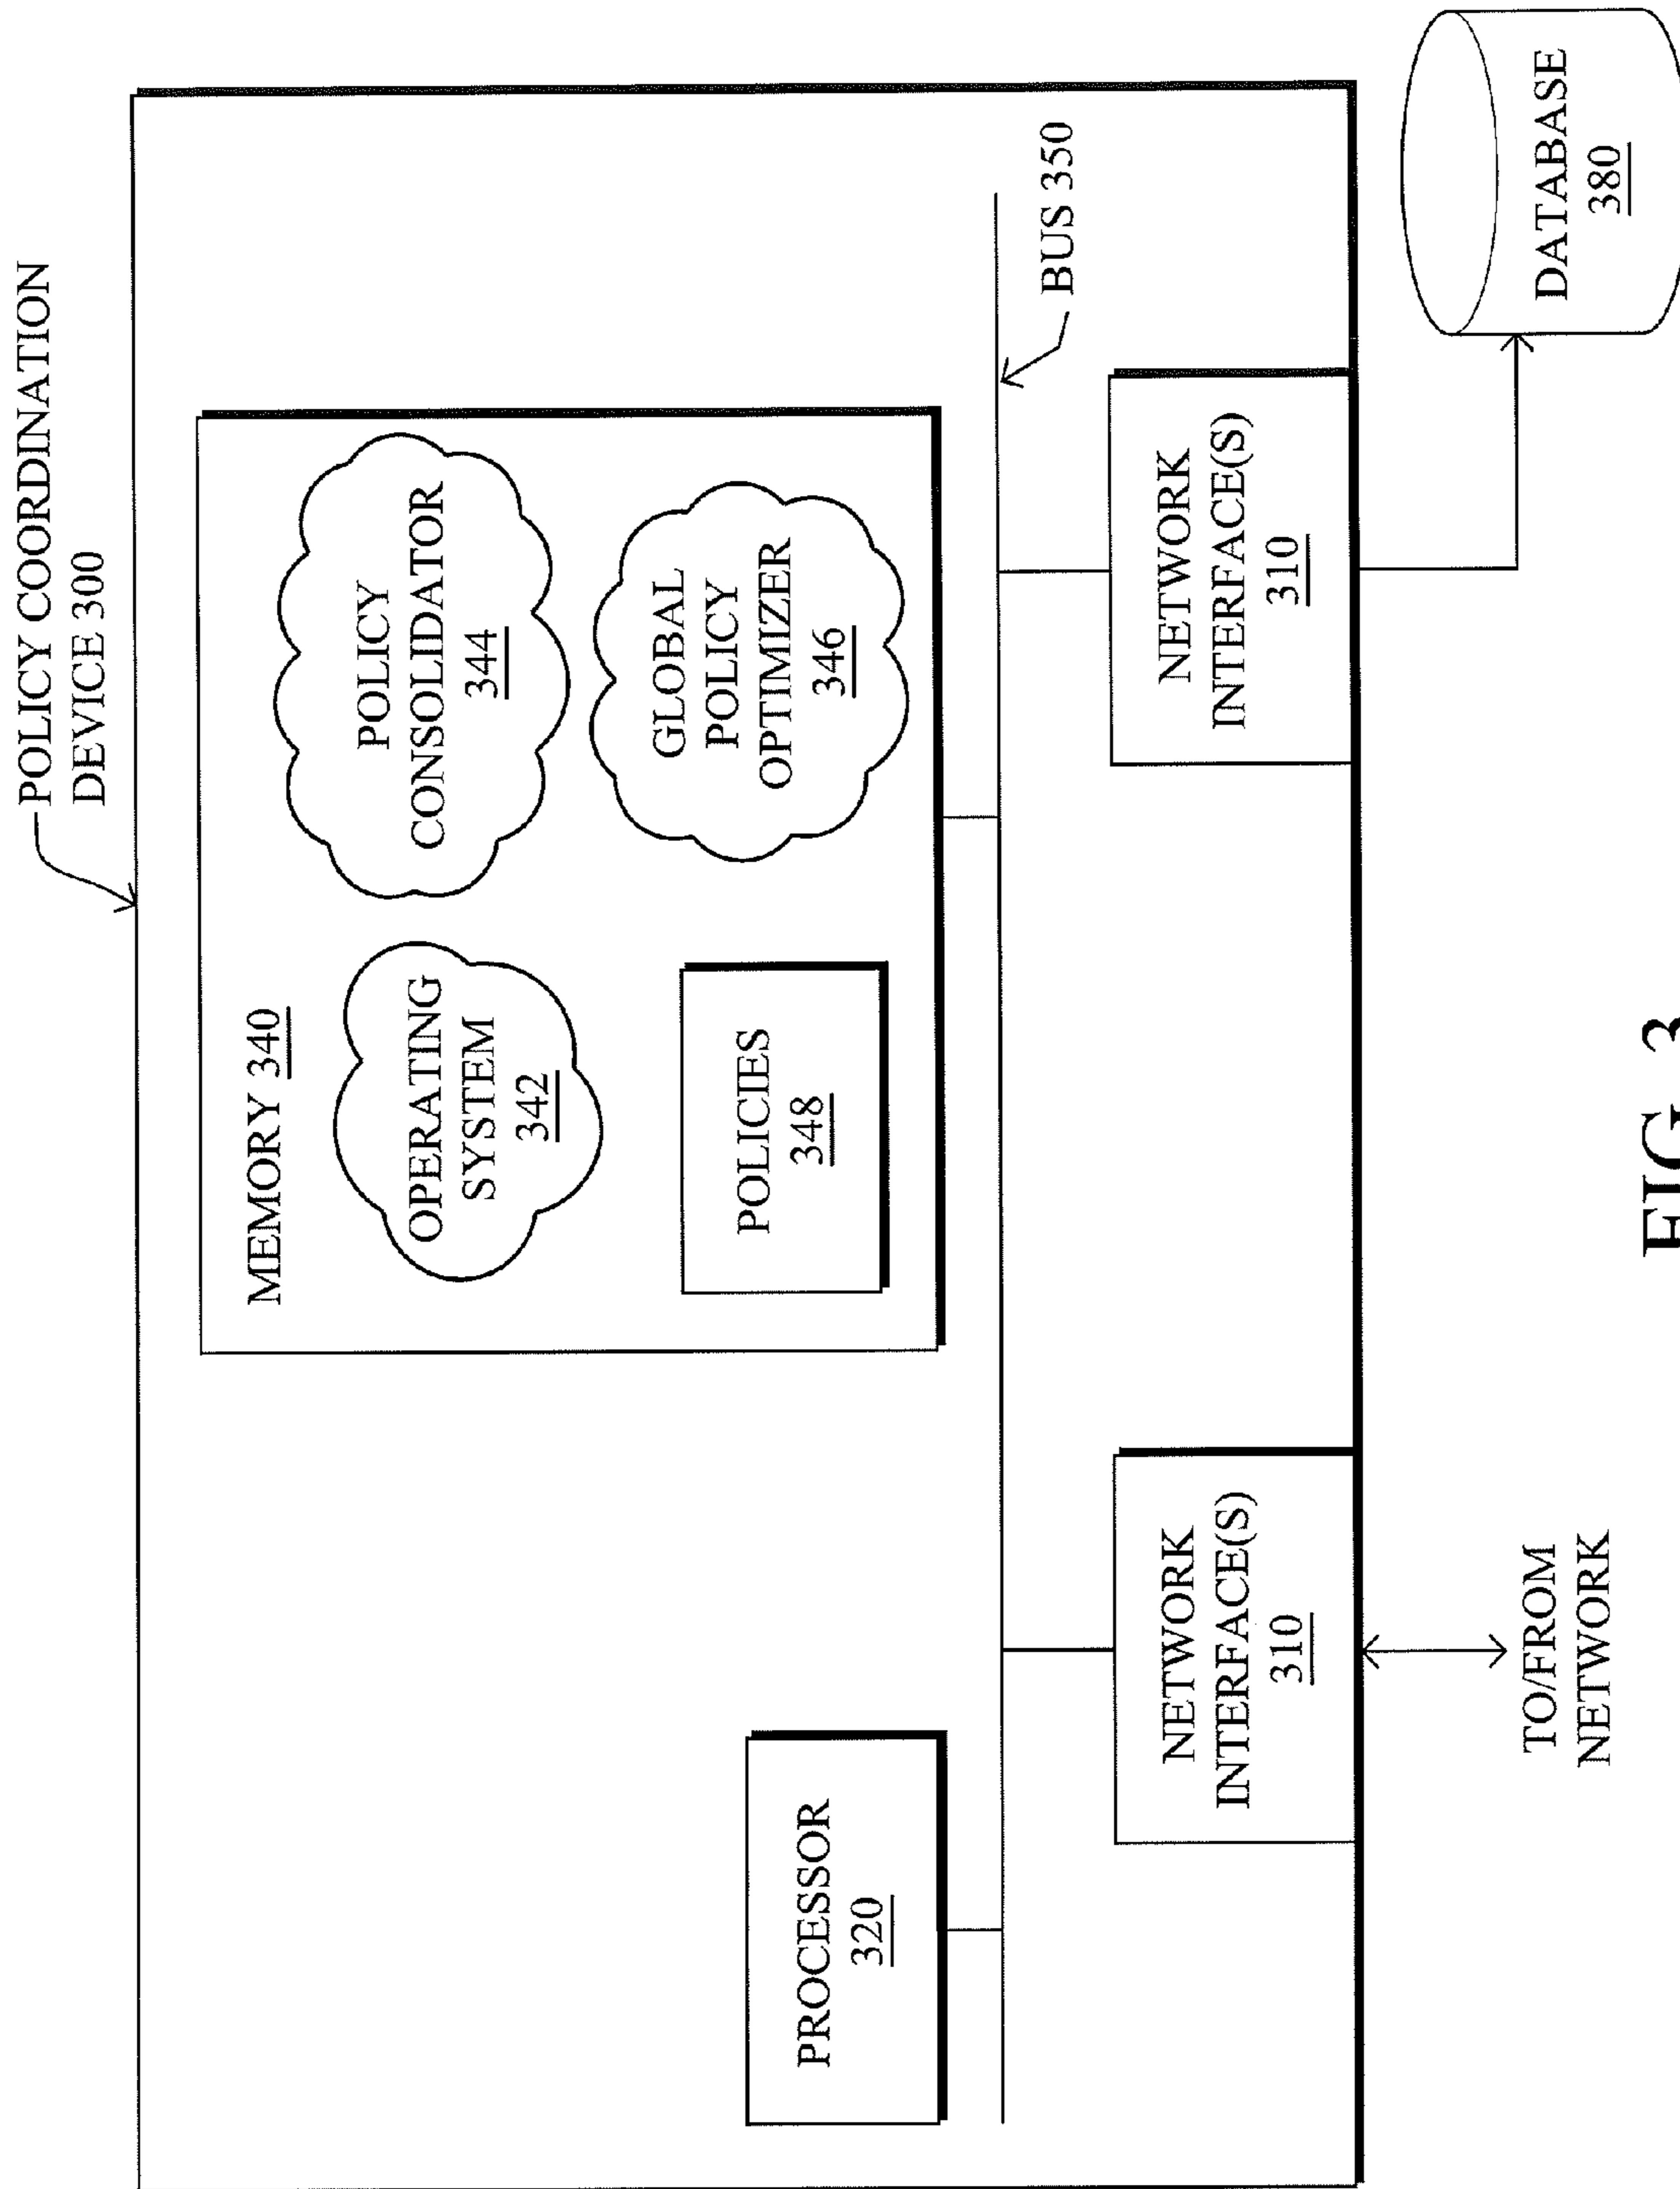 POLICY COORDINATION
DEVICE 300
MEMORY 340
OPERATING
SYSTEM
342
POLICY
CONSOLIDATOR
344
POLICIES
348
GLOBAL
POLICY
OPTIMIZER
346
PROCESSOR
320
BUS 350
NETWORK
INTERFACE(S)
310
NETWORK
INTERFACE(S)
310
TO/FROM
NETWORK
DATABASE
380
FIG. 3